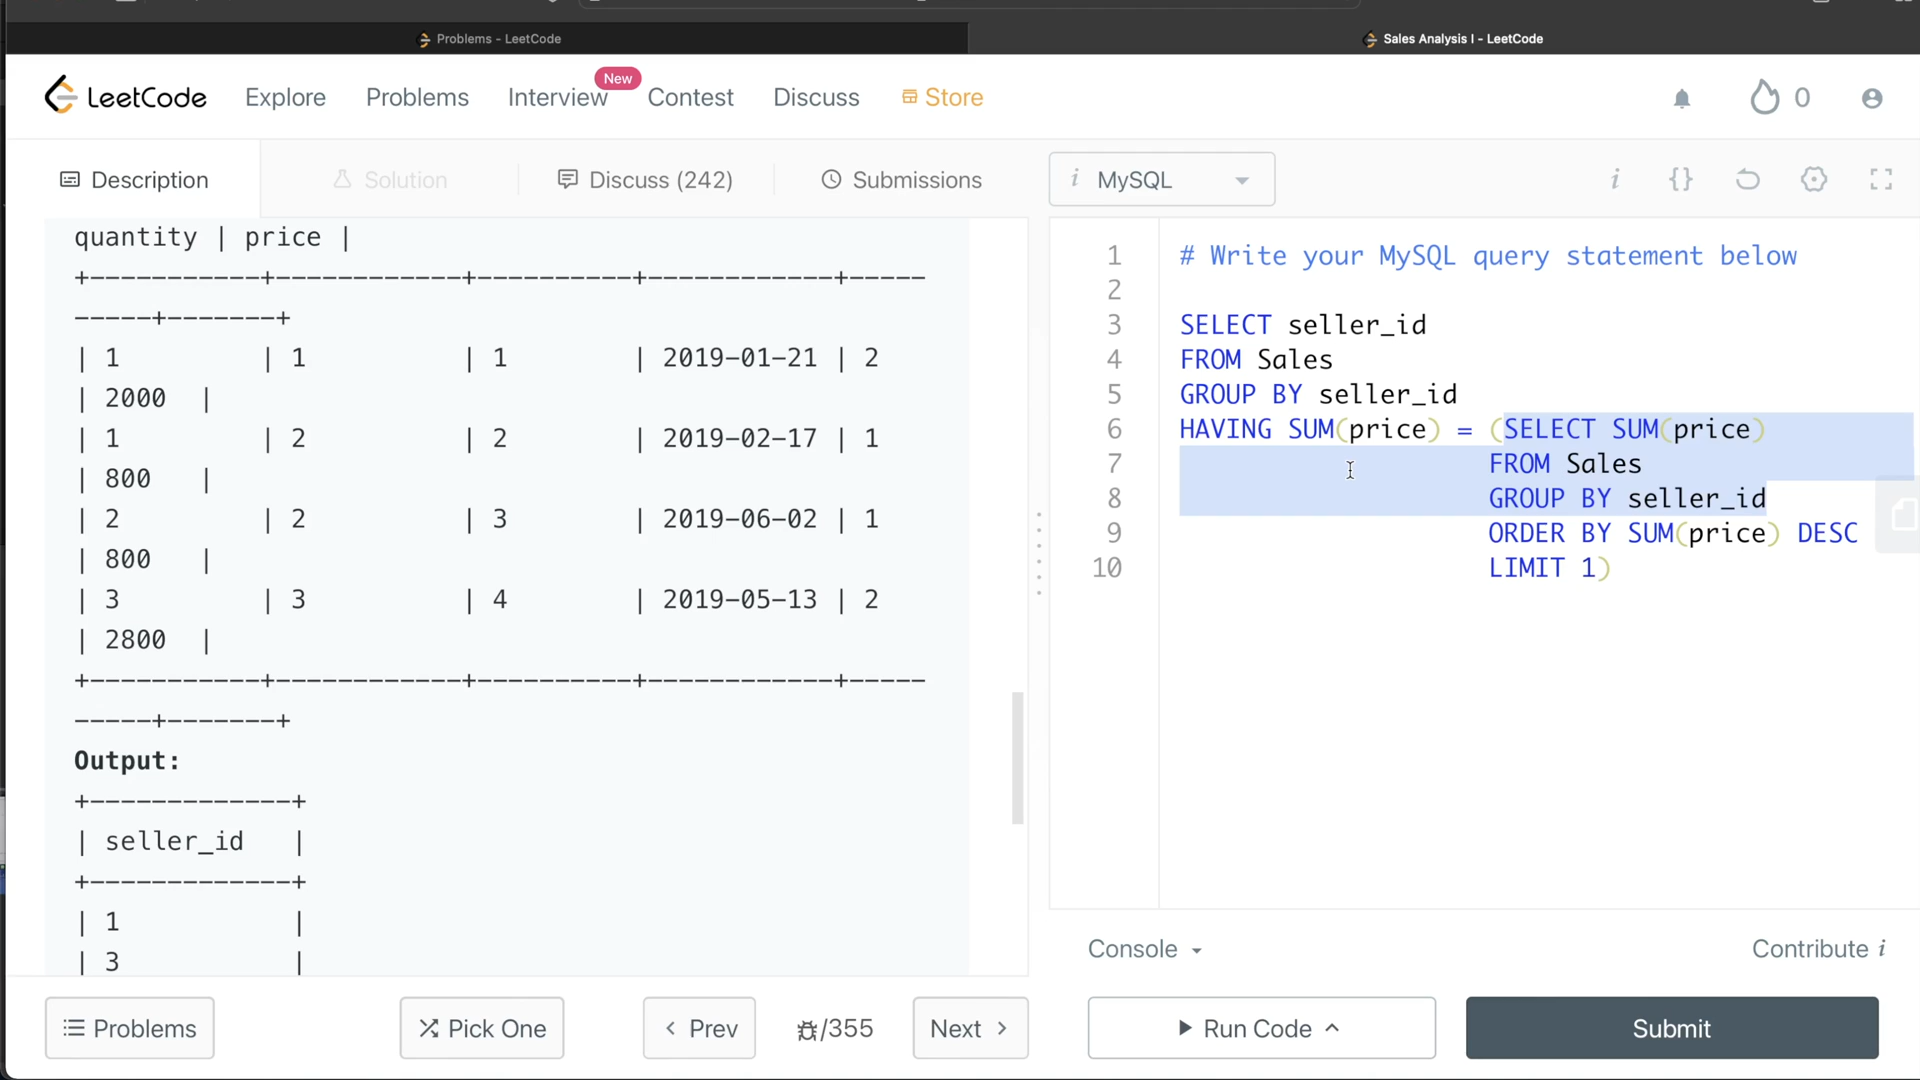 Problems - LeetCode
Sales Analysis I - LeetCode
LeetCode
Explore
Problems
Interview
New
Contest
Discuss
Store
0
Description
Solution
Discuss (242)
Submissions
i MySQL
i {}
quantity | price |
+-----------+------------+----------+------------+-----
-----+-------+
| 1 | 1 | 1 | 2019-01-21 | 2
| 2000 |
| 1 | 2 | 2 | 2019-02-17 | 1
| 800 |
| 2 | 2 | 3 | 2019-06-02 | 1
| 800 |
| 3 | 3 | 4 | 2019-05-13 | 2
| 2800 |
+-----------+------------+----------+------------+-----
-----+-------+
Output:
+-------------+
| seller_id |
+-------------+
| 1 |
| 3 |
1 # Write your MySQL query statement below
2
3 SELECT seller_id
4 FROM Sales
5 GROUP BY seller_id
6 HAVING SUM(price) = (SELECT SUM(price)
7 FROM Sales
8 GROUP BY seller_id
9 ORDER BY SUM(price) DESC
10 LIMIT 1)
Console
Contribute i
Problems
Pick One
Prev
/355
Next
Run Code
Submit